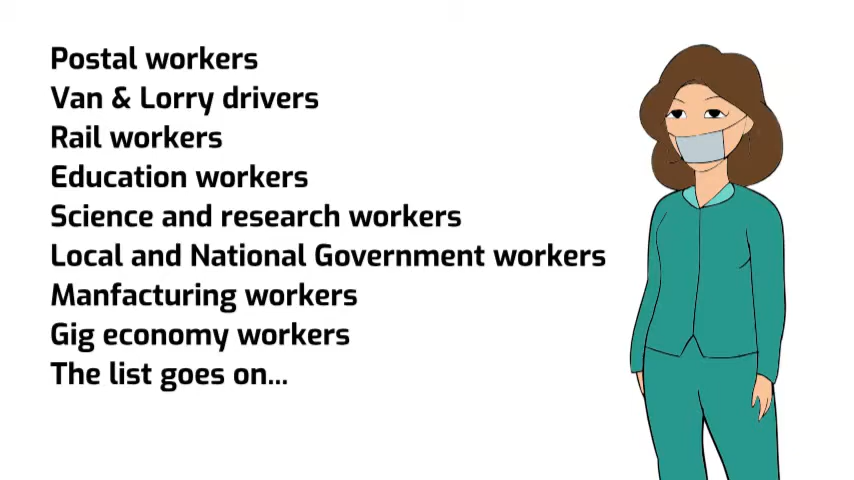 Postal workers
Van & Lorry drivers
Rail workers
Education workers
Science and research workers
Local and National Government workers
Manfacturing workers
Gig economy workers
The list goes on...